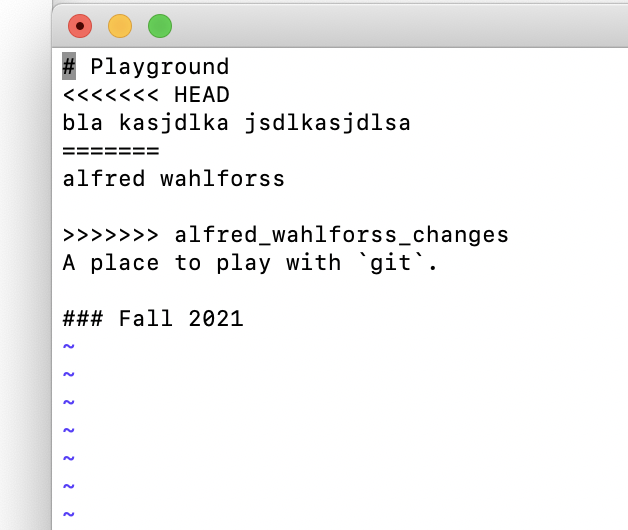 # Playground
<<<<<<< HEAD
bla kasjdlka jsdlkasjdlsa
=======
alfred wahlforss

>>>>>>> alfred_wahlforss_changes
A place to play with `git`.

### Fall 2021
~
~
~
~
~
~
~